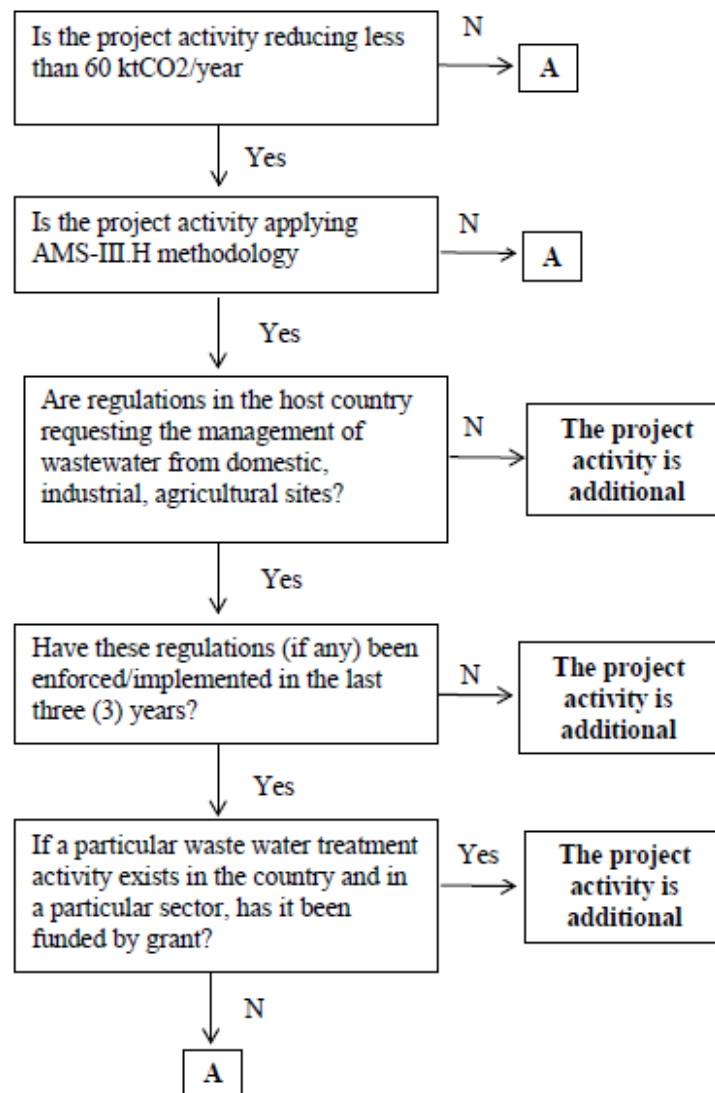 Is the project activity reducing less
than 60 ktCO2/year
N
A
Yes
Is the project activity applying
AMS-III.H methodology
N
A
Yes
Are regulations in the host country
requesting the management of
wastewater from domestic,
industrial, agricultural sites?
N
The project
activity is
additional
Yes
Have these regulations (if any) been
enforced/implemented in the last
three (3) years?
N
The project
activity is
additional
Yes
If a particular waste water treatment
activity exists in the country and in
a particular sector, has it been
funded by grant?
Yes
The project
activity is
additional
N
A